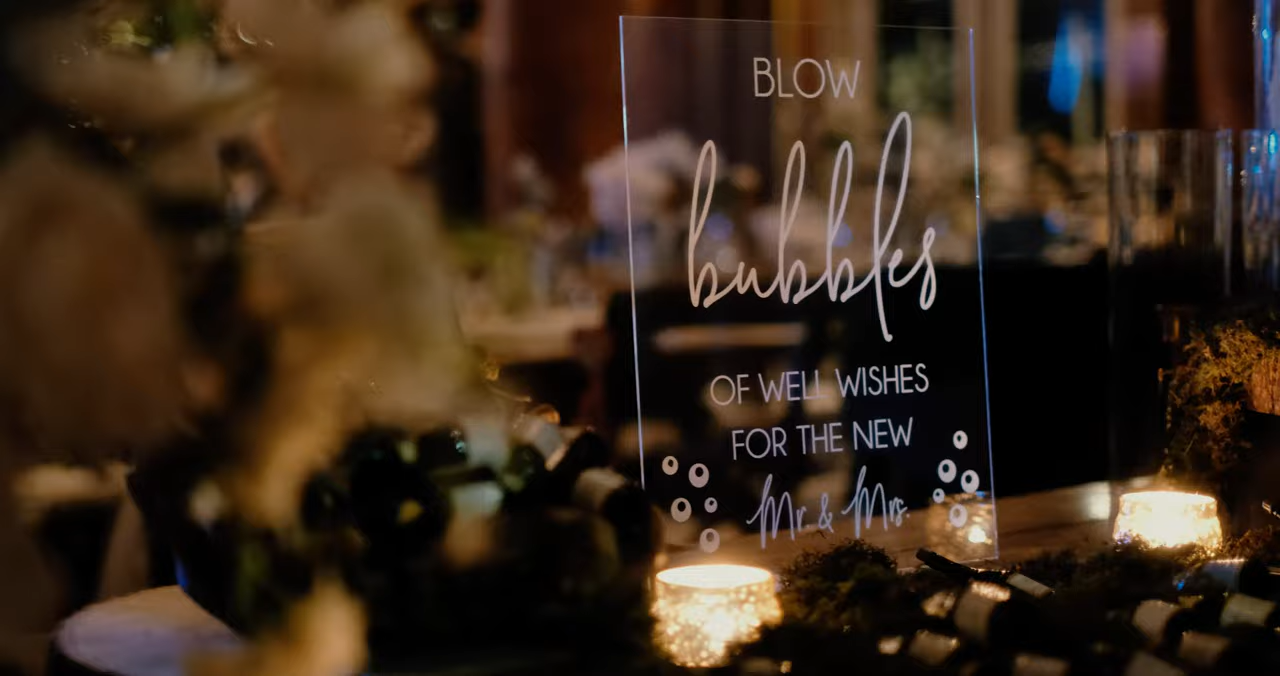 BLOW
bubbles
OF WELL WISHES
FOR THE NEW
Mr. & Mrs.